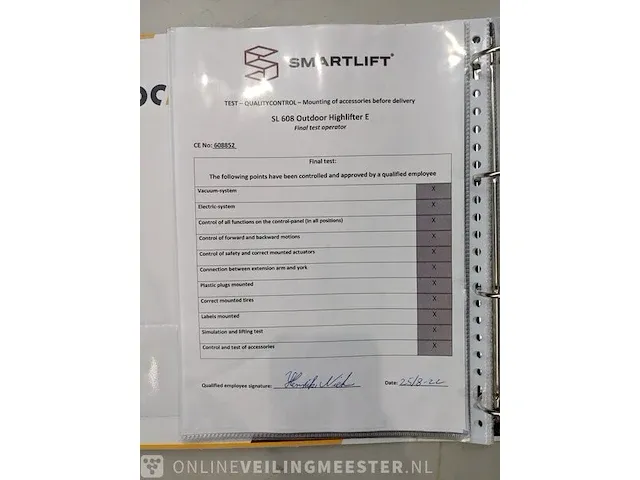 SMARTLIFT®
TEST – QUALITYCONTROL – Mounting of accessories before delivery
SL 608 Outdoor Highlifter E
Final test operator
CE No: 608852
Final test:
The following points have been controlled and approved by a qualified employee
Vacuum-system X
Electric-system X
Control of all functions on the control-panel (In all positions) X
Control of forward and backward motions X
Control of safety and correct mounted actuators X
Connection between extension arm and york X
Plastic plugs mounted X
Correct mounted tires X
Labels mounted X
Simulation and lifting test X
Control and test of accessories X
Qualified employee signature: Date: 25/8-22
ONLINEVEILINGMEESTER.NL